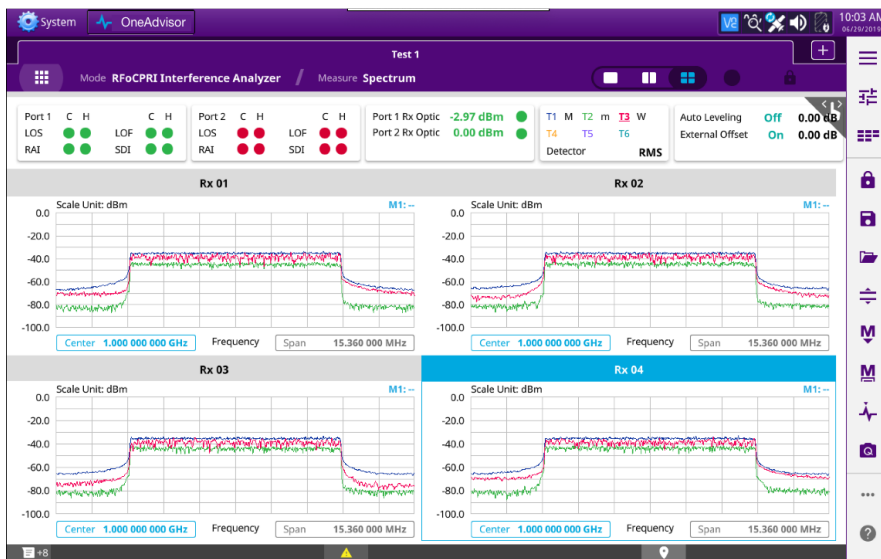 System OneAdvisor V2 10:03 AM
06/29/2019
Test 1 +
Mode RFoCPRI Interference Analyzer / Measure Spectrum
Port 1 C H C H
LOS LOF
RAI SDI
Port 2 C H C H
LOS LOF
RAI SDI
Port 1 Rx Optic -2.97 dBm
Port 2 Rx Optic 0.00 dBm
T1 M T2 m T3 W
T4 T5 T6
Detector RMS
Auto Leveling Off 0.00 dB
External Offset On 0.00 dB
Rx 01
Scale Unit: dBm M1: --
0.0
-20.0
-40.0
-60.0
-80.0
-100.0
Center 1.000 000 000 GHz Frequency Span 15.360 000 MHz
Rx 02
Scale Unit: dBm M1: --
0.0
-20.0
-40.0
-60.0
-80.0
-100.0
Center 1.000 000 000 GHz Frequency Span 15.360 000 MHz
Rx 03
Scale Unit: dBm M1: --
0.0
-20.0
-40.0
-60.0
-80.0
-100.0
Center 1.000 000 000 GHz Frequency Span 15.360 000 MHz
Rx 04
Scale Unit: dBm M1: --
0.0
-20.0
-40.0
-60.0
-80.0
-100.0
Center 1.000 000 000 GHz Frequency Span 15.360 000 MHz
M
M
...
?
+8